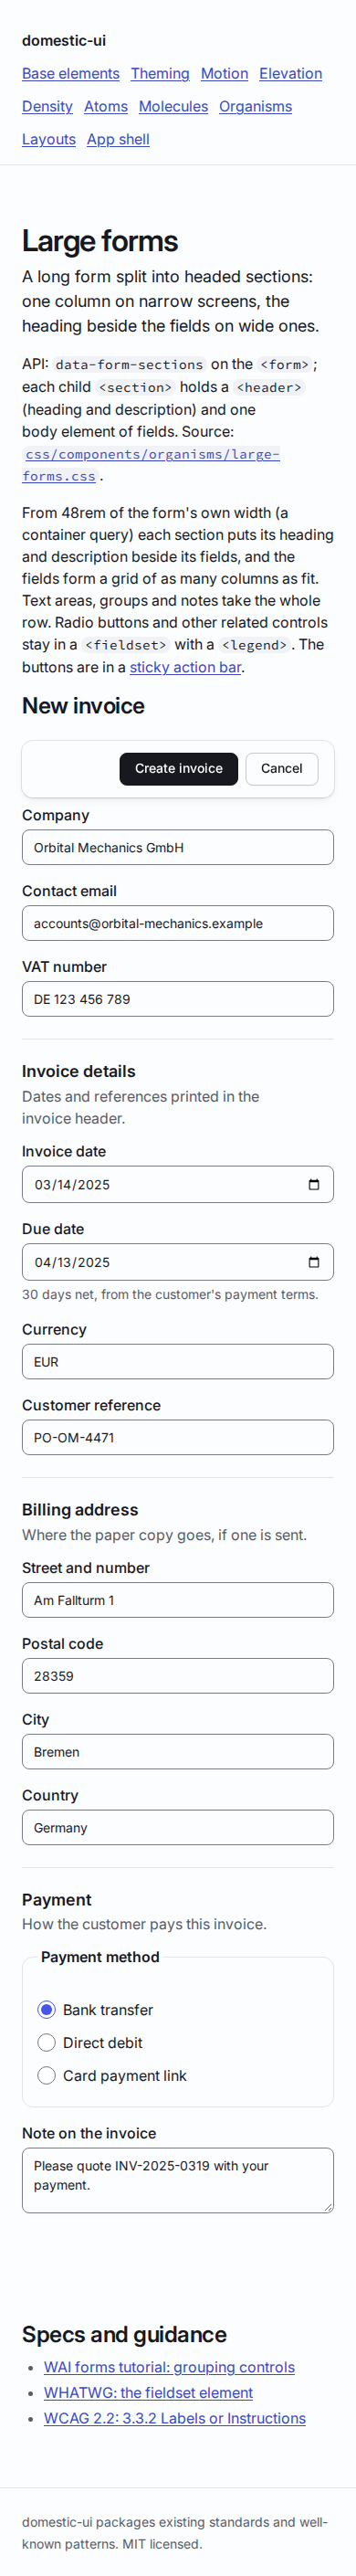 domestic-ui
Base elements Theming Motion Elevation
Density Atoms Molecules Organisms
Layouts App shell
Large forms
A long form split into headed sections:
one column on narrow screens, the
heading beside the fields on wide ones.
API: data-form-sections on the <form>;
each child <section> holds a <header>
(heading and description) and one
body element of fields. Source:
css/components/organisms/large-
forms.css.
From 48rem of the form's own width (a
container query) each section puts its heading
and description beside its fields, and the
fields form a grid of as many columns as fit.
Text areas, groups and notes take the whole
row. Radio buttons and other related controls
stay in a <fieldset> with a <legend>. The
buttons are in a sticky action bar.
New invoice
Create invoice Cancel
Company
Orbital Mechanics GmbH
Contact email
accounts@orbital-mechanics.example
VAT number
DE 123 456 789
Invoice details
Dates and references printed in the
invoice header.
Invoice date
03/14/2025
Due date
04/13/2025
30 days net, from the customer's payment terms.
Currency
EUR
Customer reference
PO-OM-4471
Billing address
Where the paper copy goes, if one is sent.
Street and number
Am Fallturm 1
Postal code
28359
City
Bremen
Country
Germany
Payment
How the customer pays this invoice.
Payment method
Bank transfer
Direct debit
Card payment link
Note on the invoice
Please quote INV-2025-0319 with your
payment.
Specs and guidance
WAI forms tutorial: grouping controls
WHATWG: the fieldset element
WCAG 2.2: 3.3.2 Labels or Instructions
domestic-ui packages existing standards and well-
known patterns. MIT licensed.